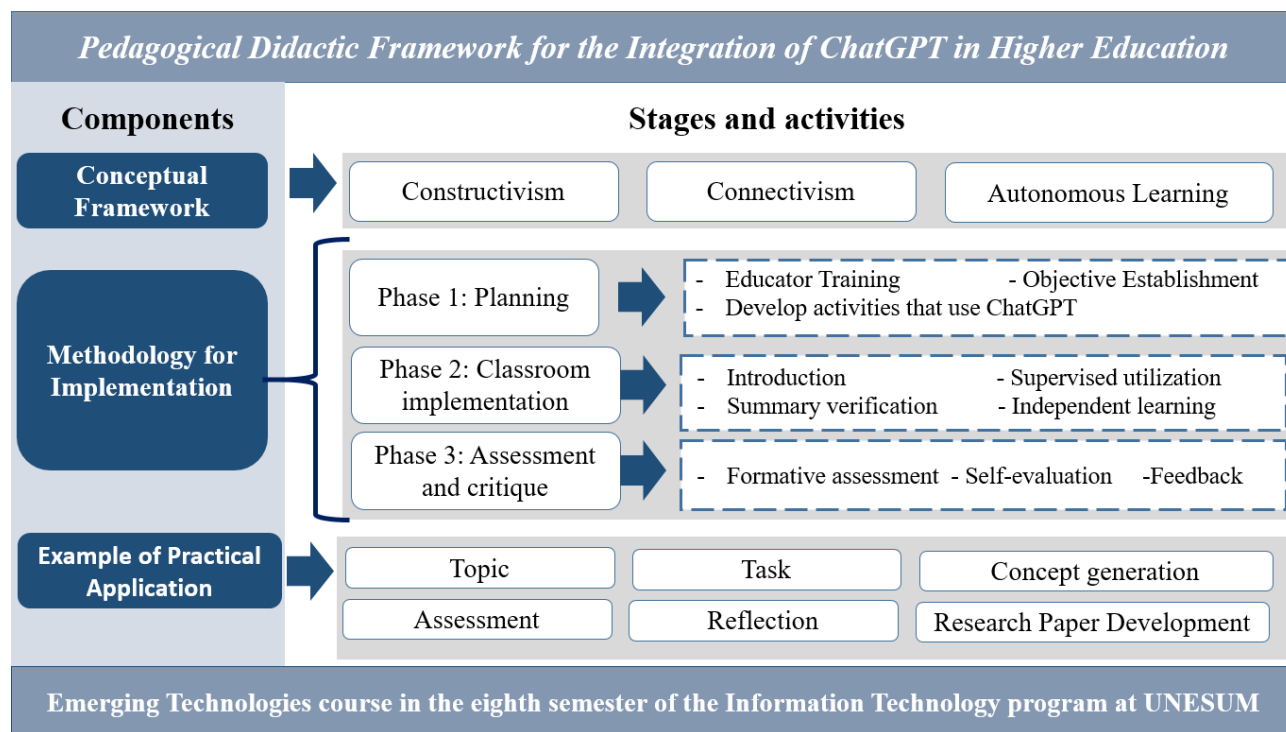 Pedagogical Didactic Framework for the Integration of ChatGPT in Higher Education
Components
Stages and activities
Conceptual
Framework
Constructivism
Connectivism
Autonomous Learning
Methodology for
Implementation
Phase 1: Planning
- Educator Training - Objective Establishment
- Develop activities that use ChatGPT
Phase 2: Classroom
implementation
- Introduction - Supervised utilization
- Summary verification - Independent learning
Phase 3: Assessment
and critique
- Formative assessment - Self-evaluation -Feedback
Example of Practical
Application
Topic
Task
Concept generation
Assessment
Reflection
Research Paper Development
Emerging Technologies course in the eighth semester of the Information Technology program at UNESUM